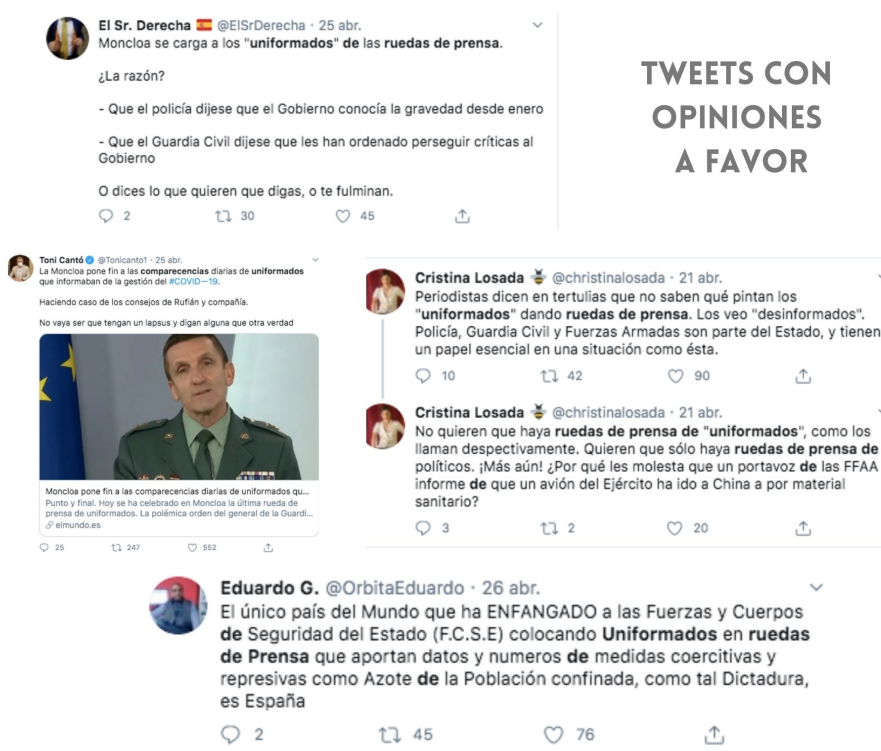 El Sr. Derecha 🇪🇸 @ElSrDerecha · 25 abr.
Moncloa se carga a los "uniformados" de las ruedas de prensa.
¿La razón?
- Que el policía dijese que el Gobierno conocía la gravedad desde enero
- Que el Guardia Civil dijese que les han ordenado perseguir críticas al
Gobierno
O dices lo que quieren que digas, o te fulminan.
2 30 45
TWEETS CON
OPINIONES
A FAVOR
Toni Cantó @Tonicanto1 · 25 abr.
La Moncloa pone fin a las comparecencias diarias de uniformados
que informaban de la gestión del #COVID—19.
Haciendo caso de los consejos de Rufián y compañía.
No vaya ser que tengan un lapsus y digan alguna que otra verdad
Moncloa pone fin a las comparecencias diarias de uniformados qu...
Punto y final. Hoy se ha celebrado en Moncloa la última rueda de
prensa de uniformados. La polémica orden del general de la Guardi...
elmundo.es
25 247 552
Cristina Losada 🐝 @christinalosada · 21 abr.
Periodistas dicen en tertulias que no saben qué pintan los
"uniformados" dando ruedas de prensa. Los veo "desinformados".
Policía, Guardia Civil y Fuerzas Armadas son parte del Estado, y tienen
un papel esencial en una situación como ésta.
10 42 90
Cristina Losada 🐝 @christinalosada · 21 abr.
No quieren que haya ruedas de prensa de "uniformados", como los
llaman despectivamente. Quieren que sólo haya ruedas de prensa de
políticos. ¡Más aún! ¿Por qué les molesta que un portavoz de las FFAA
informe de que un avión del Ejército ha ido a China a por material
sanitario?
3 2 20
Eduardo G. @OrbitaEduardo · 26 abr.
El único país del Mundo que ha ENFANGADO a las Fuerzas y Cuerpos
de Seguridad del Estado (F.C.S.E) colocando Uniformados en ruedas
de Prensa que aportan datos y numeros de medidas coercitivas y
represivas como Azote de la Población confinada, como tal Dictadura,
es España
2 45 76